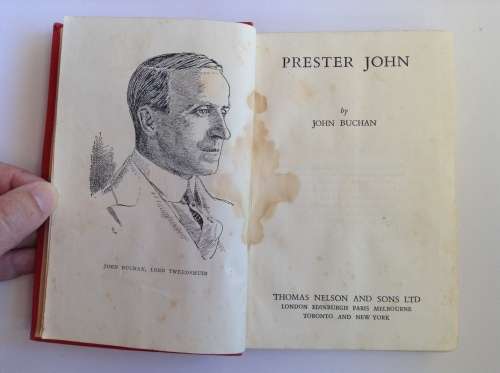 JOHN BUCHAN, LORD TWEEDSMUIR
PRESTER JOHN
by
JOHN BUCHAN
THOMAS NELSON AND SONS LTD
LONDON EDINBURGH PARIS MELBOURNE
TORONTO AND NEW YORK